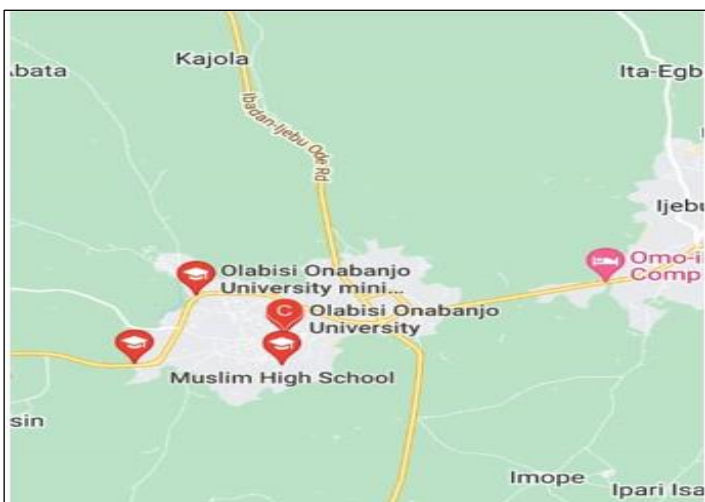 Kajola
\bata
Ita-Egb
Ibadan-Ijebu Ode Rd
Ijebu
Omo-i
Comp
Olabisi Onabanjo
University mini...
C
Olabisi Onabanjo
University
Muslim High School
sin
Imope
Ipari Isa